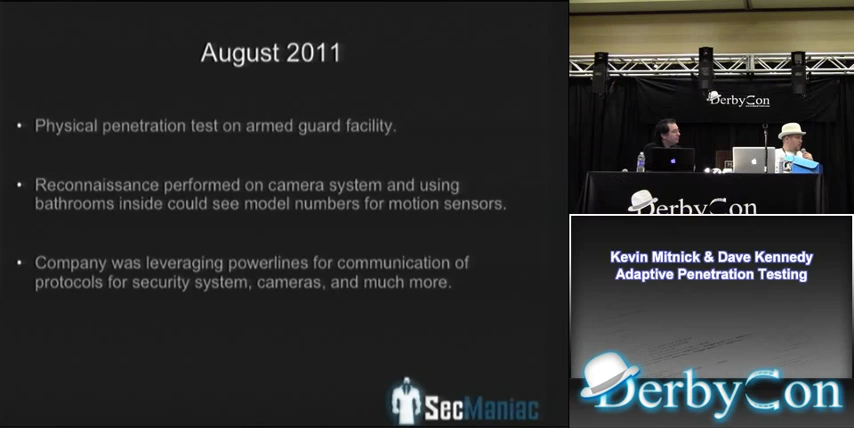 August 2011
• Physical penetration test on armed guard facility.
• Reconnaissance performed on camera system and using
bathrooms inside could see model numbers for motion sensors.
• Company was leveraging powerlines for communication of
protocols for security system, cameras, and much more.
SecManiac
DerbyCon
DerbyCon
Kevin Mitnick & Dave Kennedy
Adaptive Penetration Testing
DerbyCon